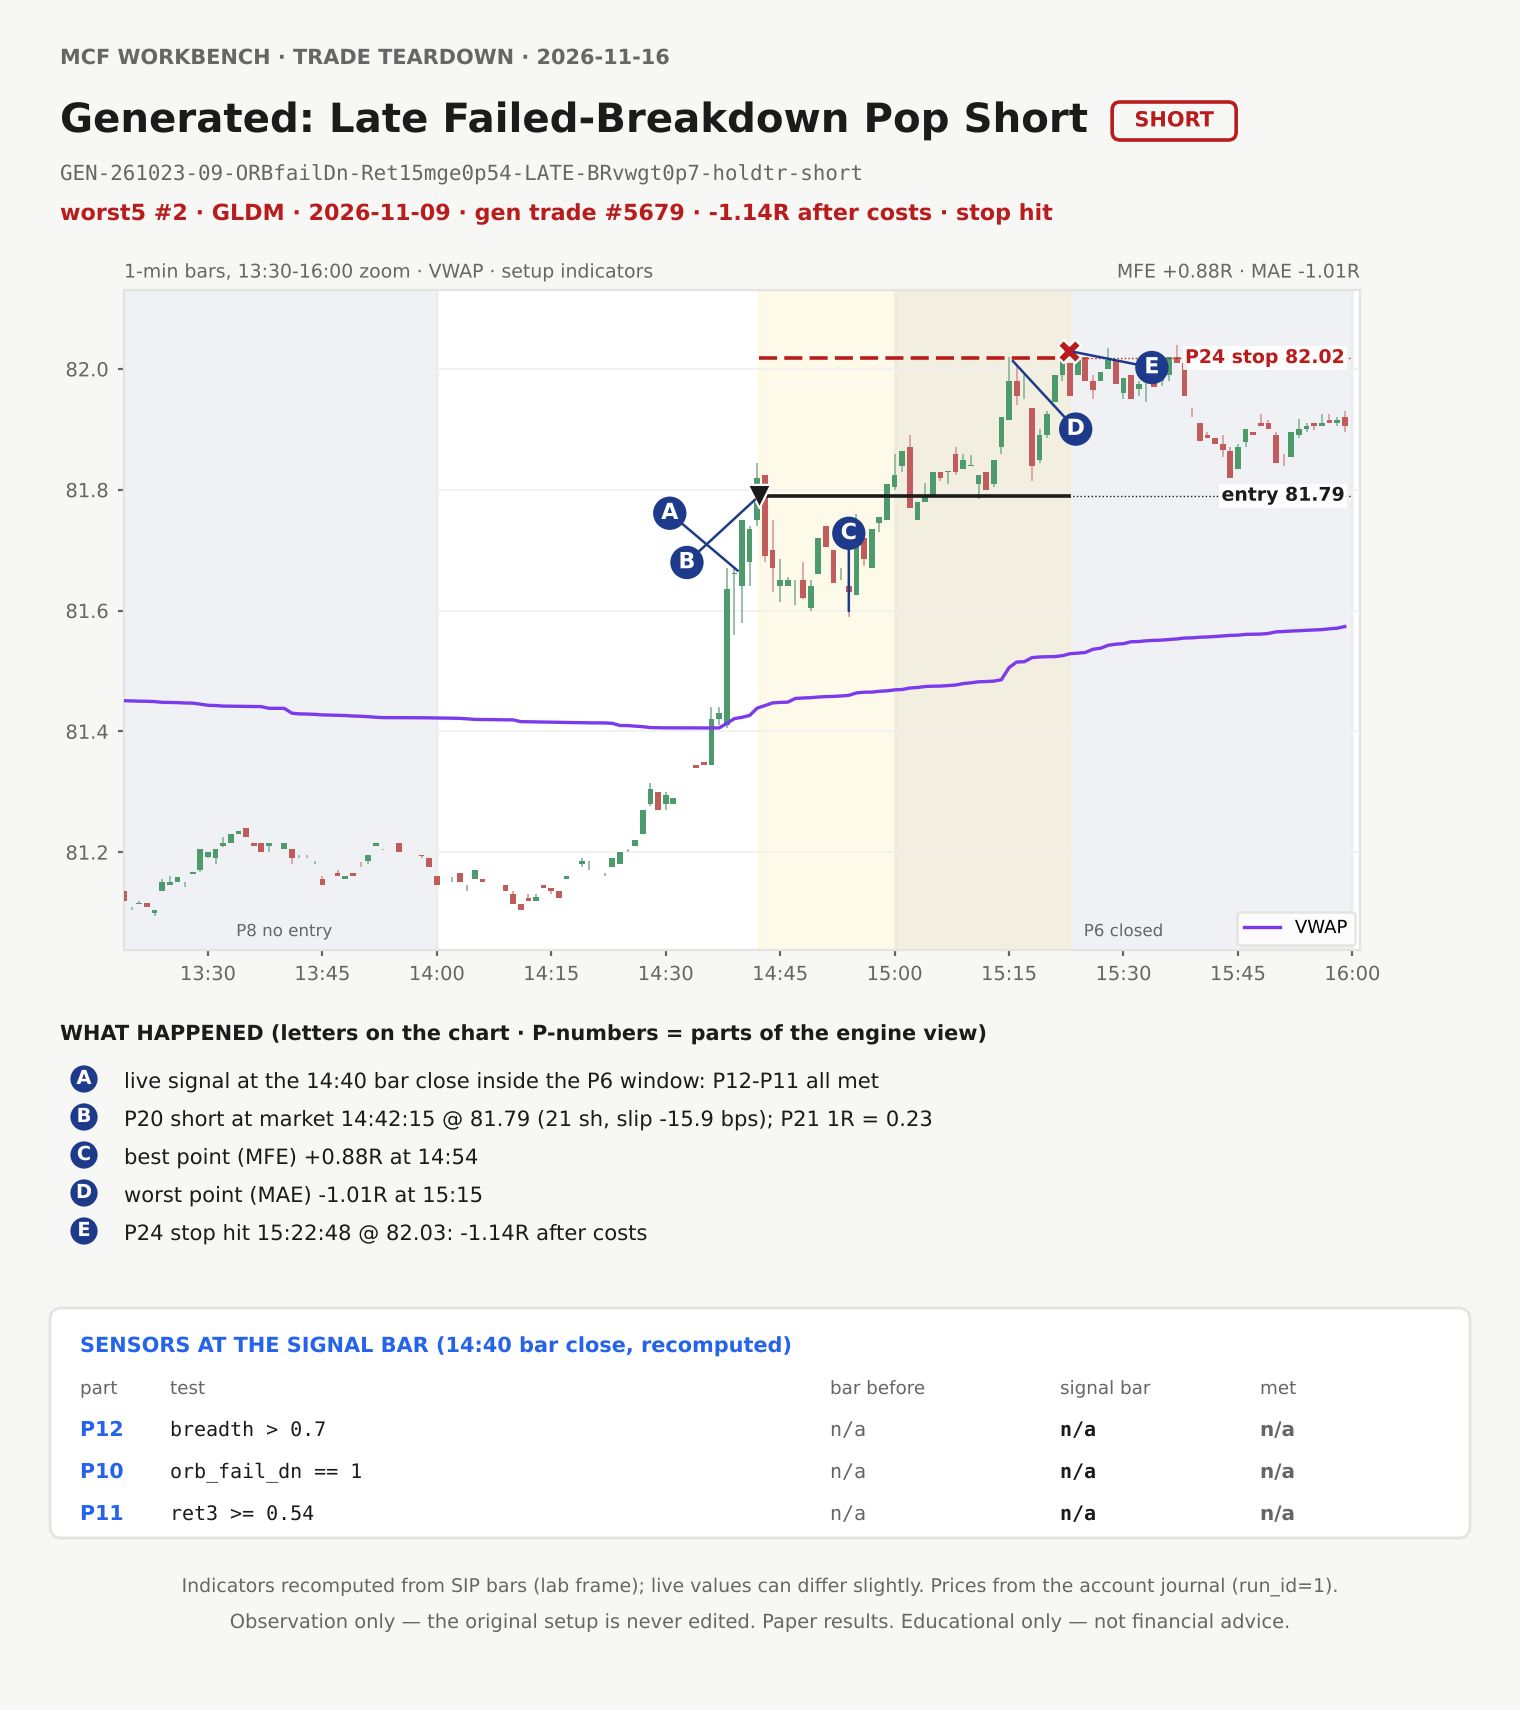 MCF WORKBENCH · TRADE TEARDOWN · 2026-11-16
Generated: Late Failed-Breakdown Pop Short SHORT
GEN-261023-09-ORBfailDn-Ret15mge0p54-LATE-BRvwgt0p7-holdtr-short
worst5 #2 · GLDM · 2026-11-09 · gen trade #5679 · -1.14R after costs · stop hit
1-min bars, 13:30-16:00 zoom · VWAP · setup indicators MFE +0.88R · MAE -1.01R
82.0
81.8
81.6
81.4
81.2
P24 stop 82.02
E
D
entry 81.79
A
B
C
P8 no entry
P6 closed
VWAP
13:30 13:45 14:00 14:15 14:30 14:45 15:00 15:15 15:30 15:45 16:00
WHAT HAPPENED (letters on the chart · P-numbers = parts of the engine view)
A live signal at the 14:40 bar close inside the P6 window: P12-P11 all met
B P20 short at market 14:42:15 @ 81.79 (21 sh, slip -15.9 bps); P21 1R = 0.23
C best point (MFE) +0.88R at 14:54
D worst point (MAE) -1.01R at 15:15
E P24 stop hit 15:22:48 @ 82.03: -1.14R after costs
SENSORS AT THE SIGNAL BAR (14:40 bar close, recomputed)
part test bar before signal bar met
P12 breadth > 0.7 n/a n/a n/a
P10 orb_fail_dn == 1 n/a n/a n/a
P11 ret3 >= 0.54 n/a n/a n/a
Indicators recomputed from SIP bars (lab frame); live values can differ slightly. Prices from the account journal (run_id=1).
Observation only — the original setup is never edited. Paper results. Educational only — not financial advice.